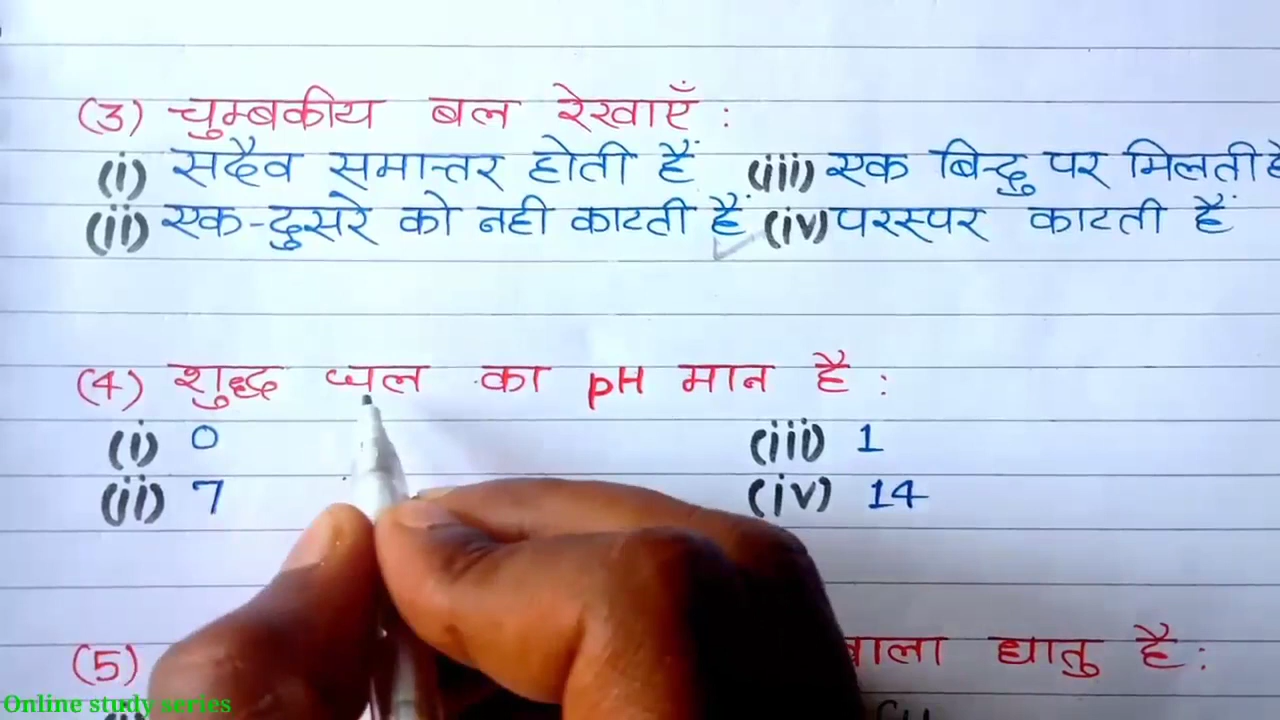 (3) चुम्बकीय बल रेखाएँ :
(i) सदैव समान्तर होती हैं (iii) एक बिन्दु पर मिलती है
(ii) एक-दुसरे को नही काटती हैं (iv) परस्पर काटती हैं
(4) शुद्ध जल का pH मान है :
(i) 0 (iii) 1
(ii) 7 (iv) 14
(5) वाला धातु है :
Online study series